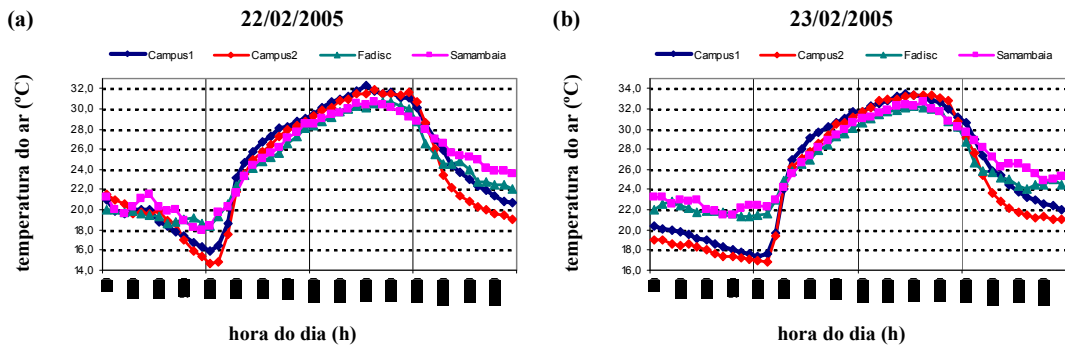 (a)
22/02/2005
Campus1 Campus2 Fadisc Samambaia
temperatura do ar (ºC)
32,0
30,0
28,0
26,0
24,0
22,0
20,0
18,0
16,0
14,0
hora do dia (h)
(b)
23/02/2005
Campus1 Campus2 Fadisc Samambaia
temperatura do ar (ºC)
34,0
32,0
30,0
28,0
26,0
24,0
22,0
20,0
18,0
16,0
hora do dia (h)